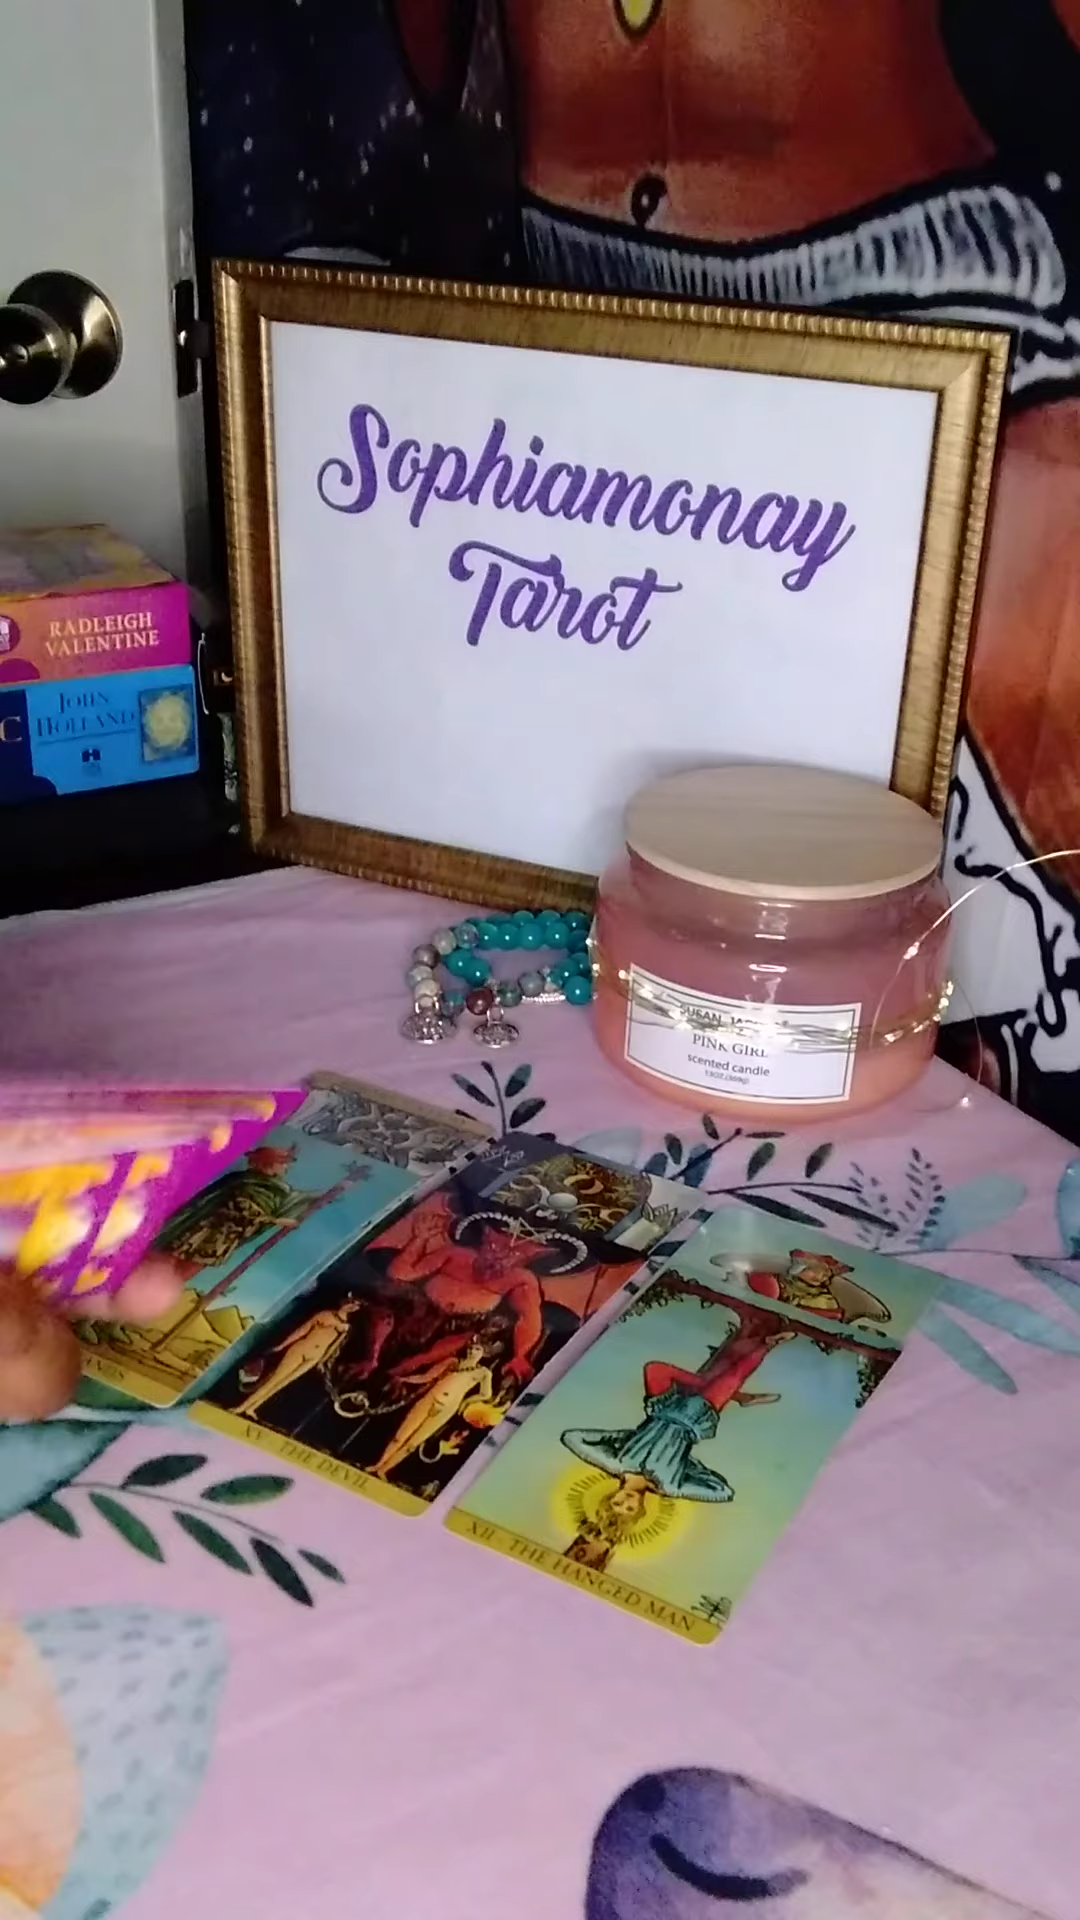 Sophiamonay
Tarot
RADLEIGH
VALENTINE
JOHN
HOLLAND
PINK GIRL
scented candle
XV THE DEVIL
XII THE HANGED MAN